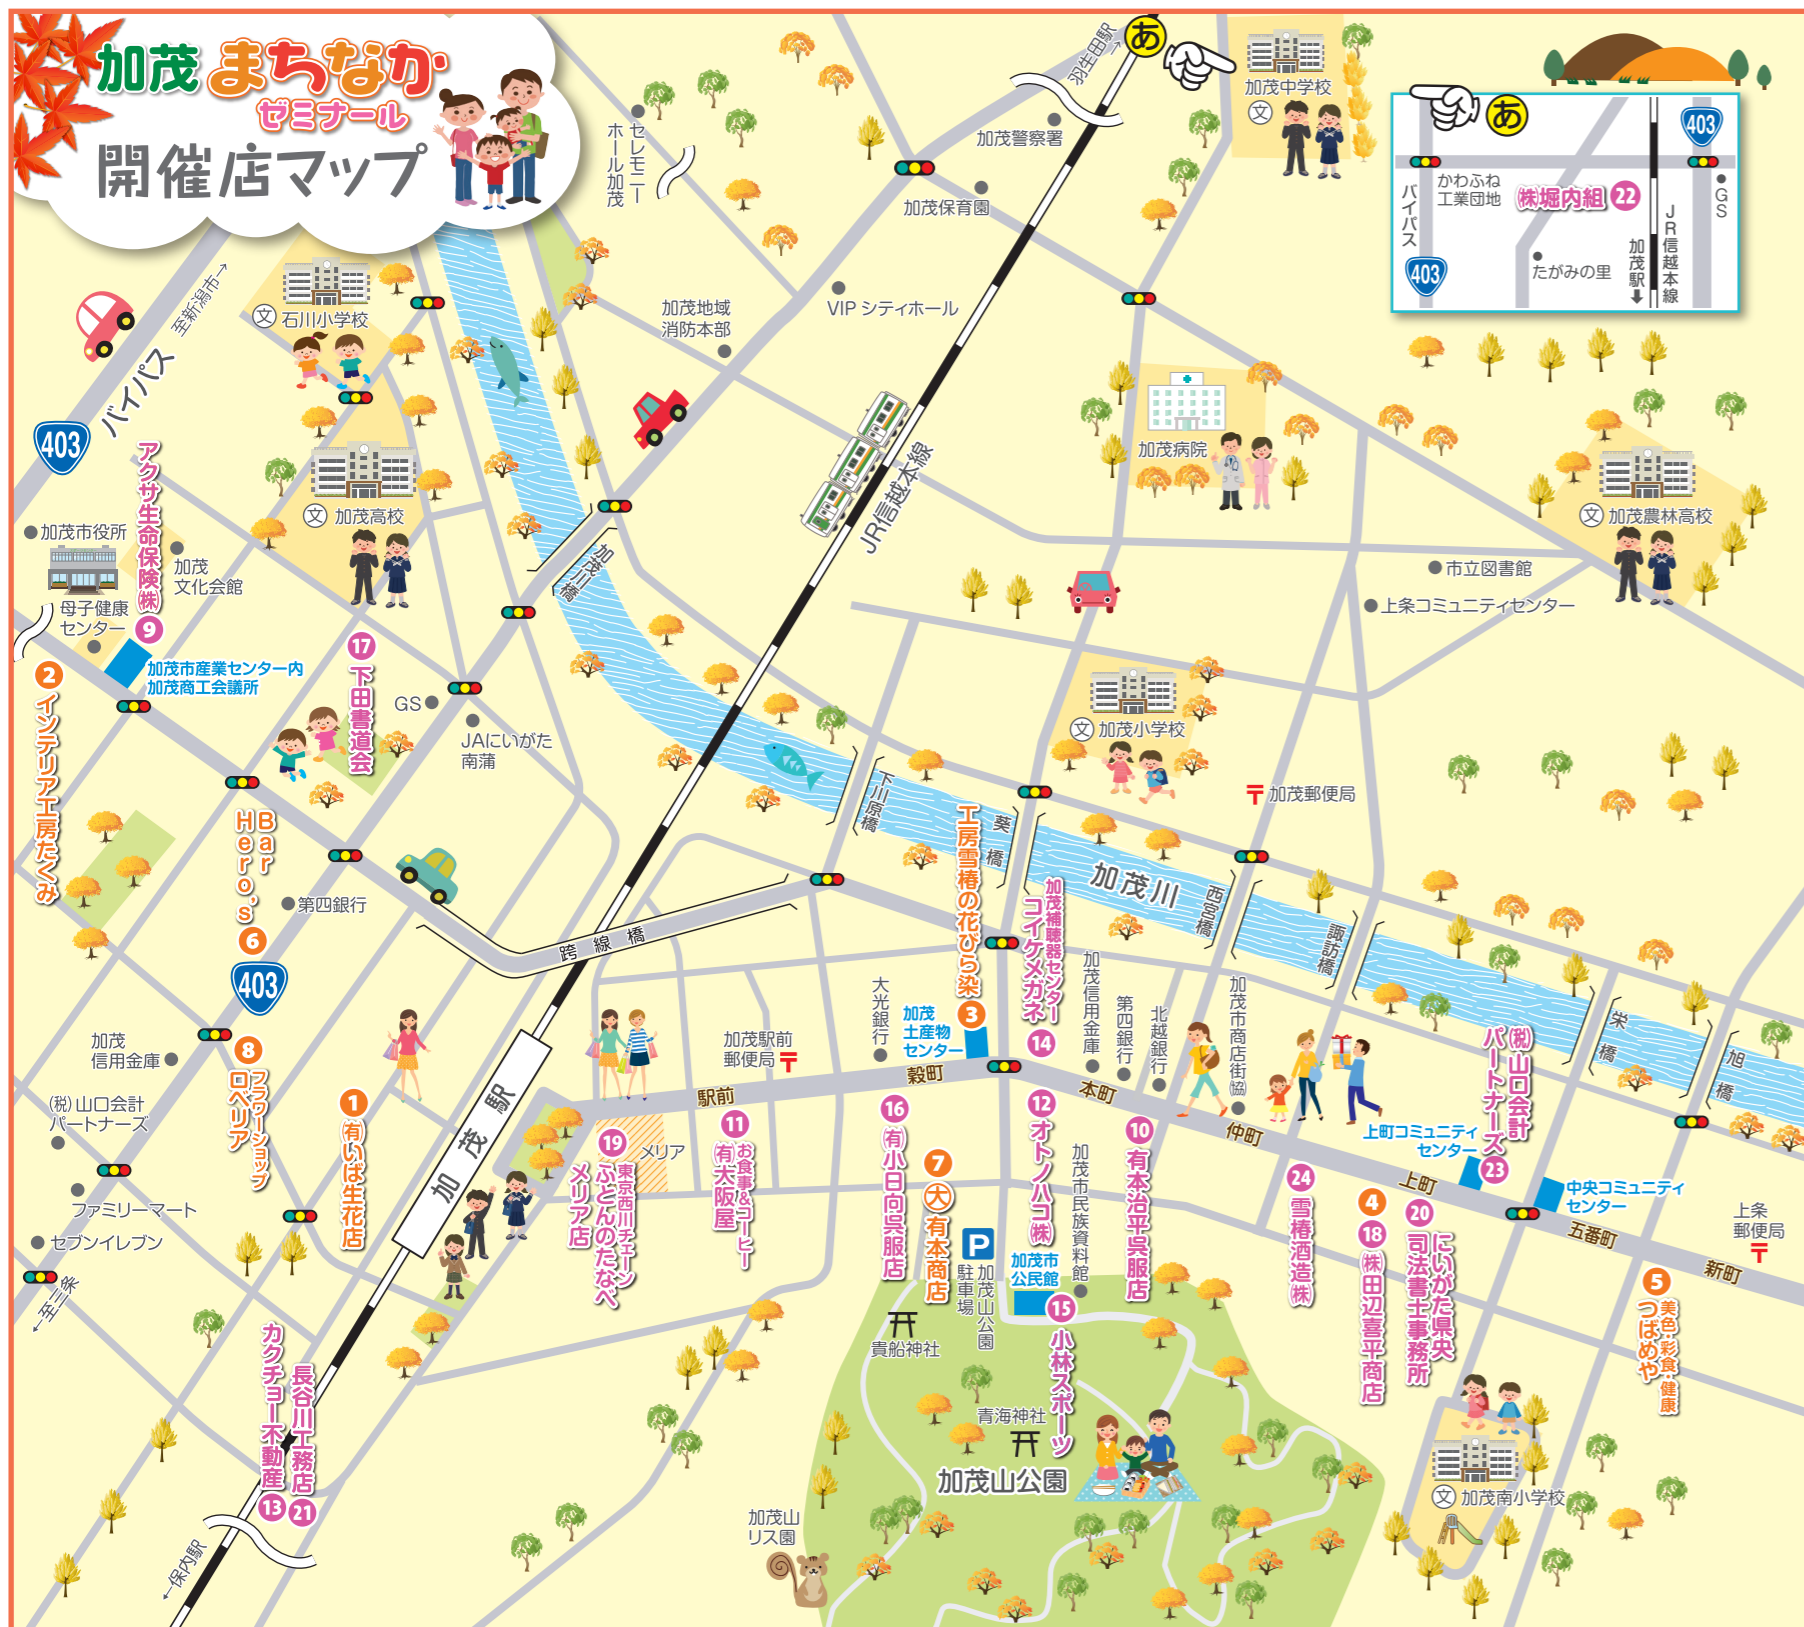 加茂 まちなか
ゼミナール
開催店マップ
至新潟市→
バイパス
403
文 石川小学校
文 加茂高校
セレモニー
ホール加茂
加茂警察署
加茂保育園
羽生田駅→
あ
加茂中学校
文
あ
403
かわふね
工業団地
㈱堀内組 22
バイパス
403
たがみの里
加茂駅↓
JR信越本線
GS
加茂地域
消防本部
VIP シティホール
JR信越本線
加茂病院
文 加茂農林高校
市立図書館
上条コミュニティセンター
加茂市役所
アクサ生命保険㈱
9
加茂
文化会館
母子健康
センター
加茂市産業センター内
加茂商工会議所
2
インテリア工房たくみ
17
下田書道会
GS
JAにいがた
南蒲
加茂川橋
文 加茂小学校
〒 加茂郵便局
下川原橋
葵橋
加茂川
西宮橋
諏訪橋
栄橋
旭橋
Bar
Hero's
6
403
第四銀行
跨線橋
工房雪椿の花びら染
3
加茂補聴器センター
コイケメガネ
14
加茂信用金庫
第四銀行
北越銀行
加茂市商店街㈿
大光銀行
加茂
土産物
センター
加茂駅前
郵便局 〒
㈖山口会計
パートナーズ
23
加茂
信用金庫
8
フラワーショップ
ロベリア
(税)山口会計
パートナーズ
1
㈲いば生花店
加茂駅
駅前
穀町
本町
仲町
上町
五番町
新町
ファミリーマート
セブンイレブン
←至三条
19
東京西川チェーン
ふとんのたなべ
メリア店
メリア
11
お食事&コーヒー
㈲大阪屋
16
㈲小日向呉服店
7
大
有本商店
12
オトノハコ㈱
P
加茂山公園
駐車場
加茂市
公民館
加茂市民族資料館
10
有本治平呉服店
15
小林スポーツ
24
雪椿酒造㈱
上町コミュニティ
センター
中央コミュニティ
センター
4
18
㈱田辺喜平商店
20
にいがた県央
司法書士事務所
上条
郵便局
〒
5
美色・彩食・健康
つばめや
貴船神社
青海神社
加茂山公園
加茂山
リス園
文 加茂南小学校
カクチョー不動産
13
長谷川工務店
21
←保内駅